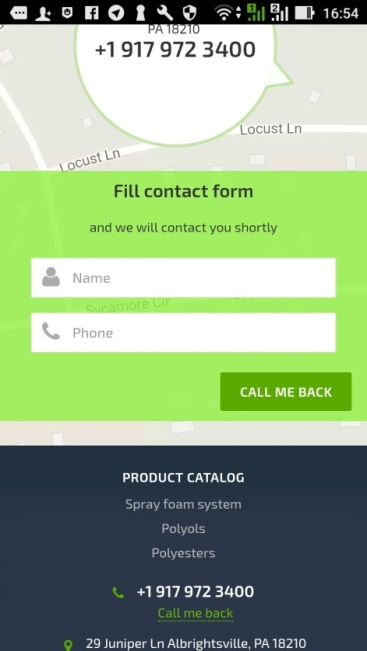 16:54
PA 18210
+1 917 972 3400
Locust Ln
Locust Ln
Fill contact form
and we will contact you shortly
Name
Sycamore Cir
Phone
CALL ME BACK
PRODUCT CATALOG
Spray foam system
Polyols
Polyesters
+1 917 972 3400
Call me back
29 Juniper Ln Albrightsville, PA 18210